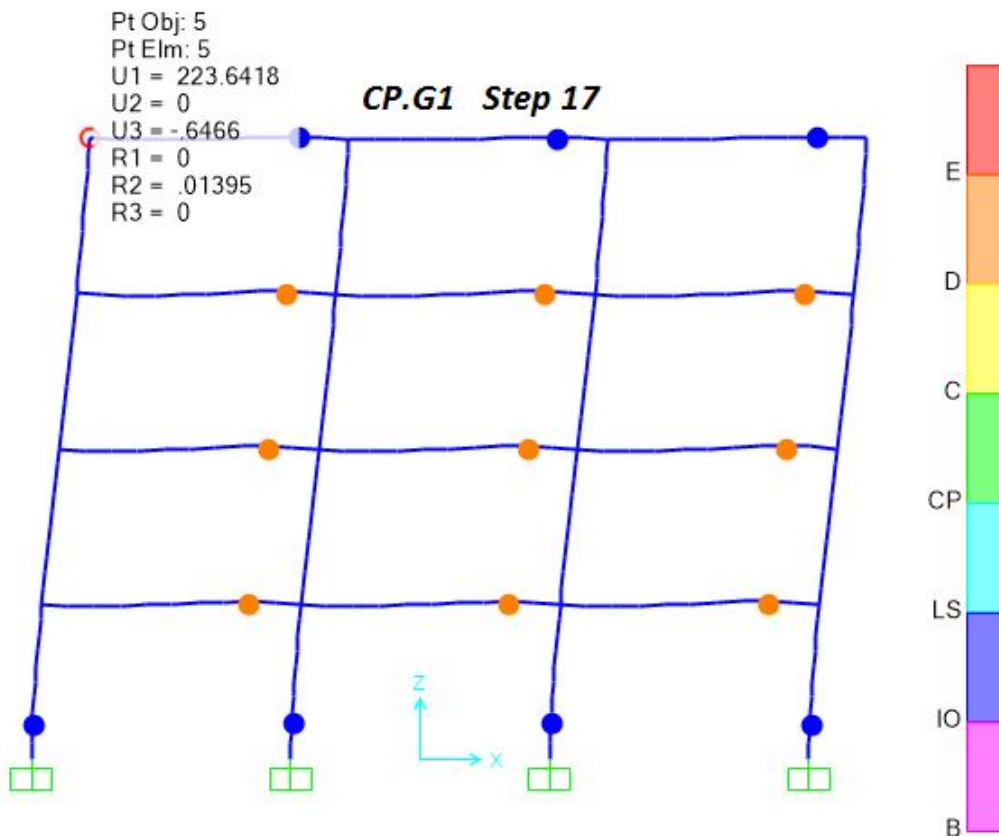 Pt Obj: 5
Pt Elm: 5
U1 = 223.6418
U2 = 0
U3 = -.6466
R1 = 0
R2 = .01395
R3 = 0
CP.G1 Step 17
E
D
C
CP
LS
IO
B
Z
X